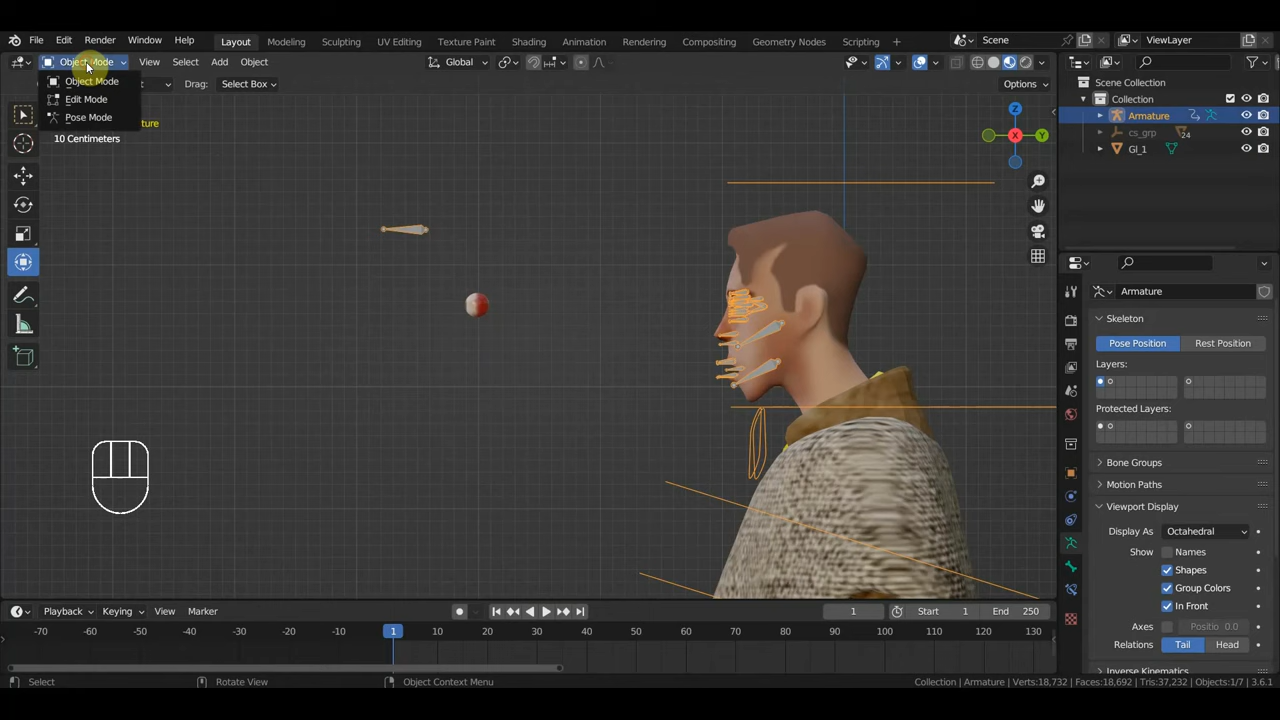 File Edit Render Window Help Layout Modeling Sculpting UV Editing Texture Paint Shading Animation Rendering Compositing Geometry Nodes Scripting Scene ViewLayer
Object Mode View Select Add Object Global
Drag: Select Box Options
Object Mode
Edit Mode
Pose Mode
ture
10 Centimeters
Z
Y
X
Scene Collection
Collection
Armature
cs_grp 24
Gl_1
Armature
Skeleton
Pose Position Rest Position
Layers:
Protected Layers:
Bone Groups
Motion Paths
Viewport Display
Display As Octahedral
Show Names
Shapes
Group Colors
In Front
Axes Positio 0.0
Relations Tail Head
Inverse Kinematics
Playback Keying View Marker 1 Start 1 End 250
-70 -60 -50 -40 -30 -20 -10 1 10 20 30 40 50 60 70 80 90 100 110 120 130
Select Rotate View Object Context Menu Collection | Armature | Verts:18,732 | Faces:18,692 | Tris:37,232 | Objects:1/7 | 3.6.1